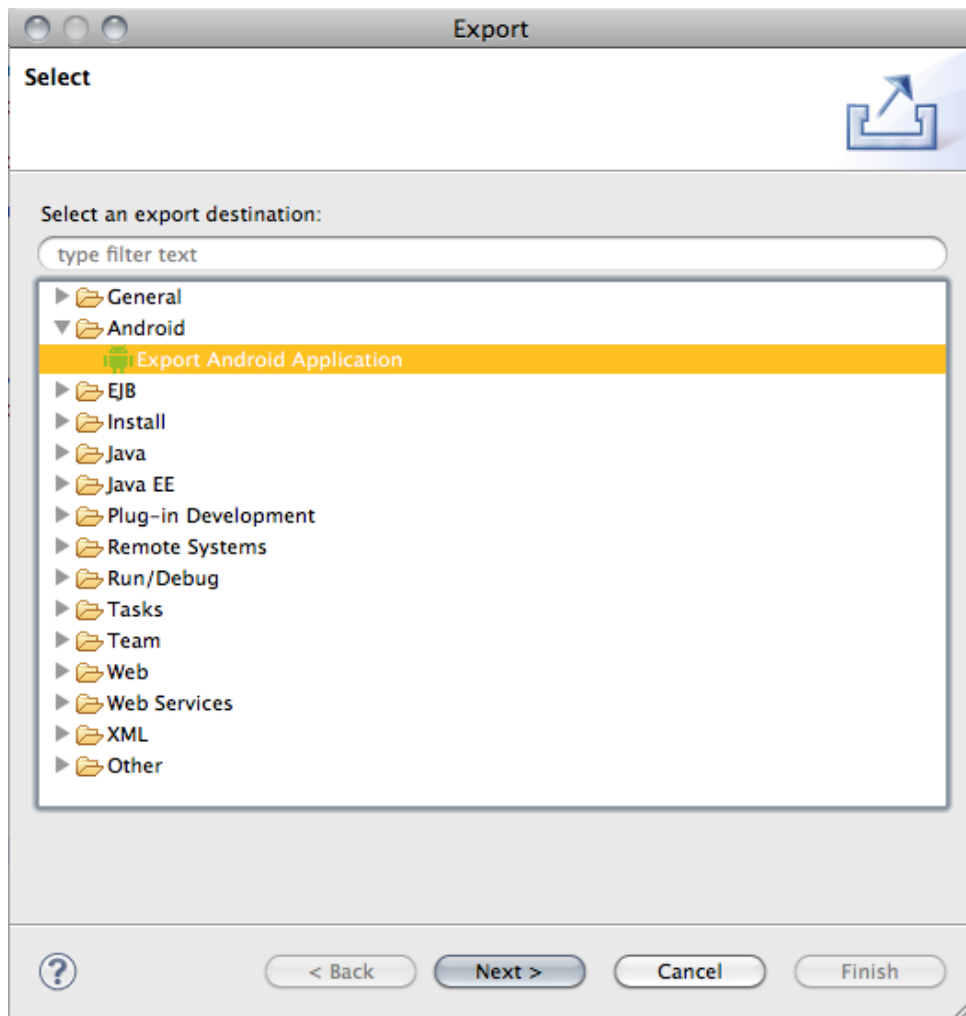 Export
Select
Select an export destination:
type filter text
General
Android
Export Android Application
EJB
Install
Java
Java EE
Plug-in Development
Remote Systems
Run/Debug
Tasks
Team
Web
Web Services
XML
Other
? < Back Next > Cancel Finish